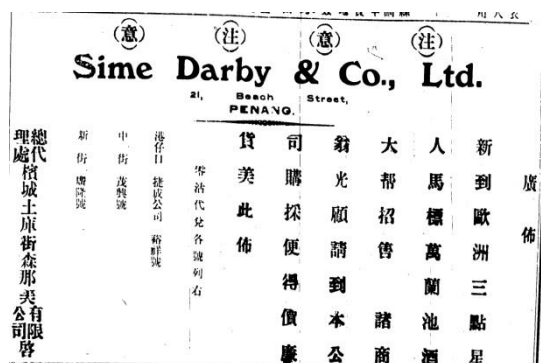 (意) (注) (意) (注)
Sime Darby & Co., Ltd.
21, Beach Street,
PENANG.
廣佈
新到歐洲三點星
人馬標萬蘭池酒
大帮招售 諸商
翁光顧請到本公
司購採便得價廉
貨美此佈
零沽代兌各號列右
港仔口 捷成公司 裕畔號
中街 茂號
新街 隆號
總代理處檳城土庫街森那美有限公司啓